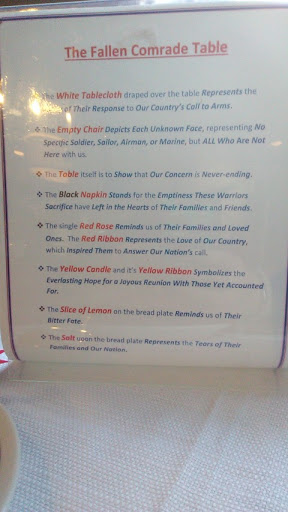 The Fallen Comrade Table
The White Tablecloth draped over the table Represents the
of Their Response to Our Country's Call to Arms.
❖ The Empty Chair Depicts Each Unknown Face, representing No
Specific Soldier, Sailor, Airman, or Marine, but ALL Who Are Not
Here with us.
❖ The Table itself is to Show that Our Concern is Never-ending.
❖ The Black Napkin Stands for the Emptiness These Warriors
Sacrifice have Left in the Hearts of Their Families and Friends.
❖ The single Red Rose Reminds us of Their Families and Loved
Ones. The Red Ribbon Represents the Love of Our Country,
which Inspired Them to Answer Our Nation's call.
❖ The Yellow Candle and it's Yellow Ribbon Symbolizes the
Everlasting Hope for a Joyous Reunion With Those Yet Accounted
For.
❖ The Slice of Lemon on the bread plate Reminds us of Their
Bitter Fate.
❖ The Salt upon the bread plate Represents the Tears of Their
Families and Our Nation.